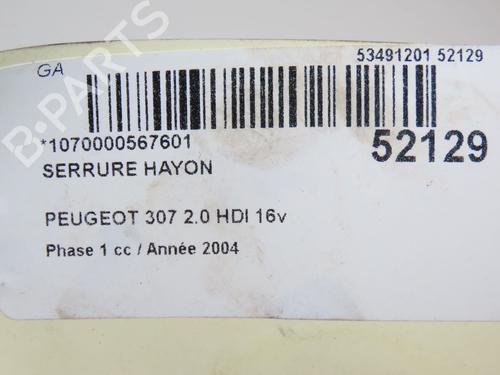 GA
53491201 52129
*1070000567601
52129
SERRURE HAYON
PEUGEOT 307 2.0 HDI 16v
Phase 1 cc / Année 2004
B-PARTS